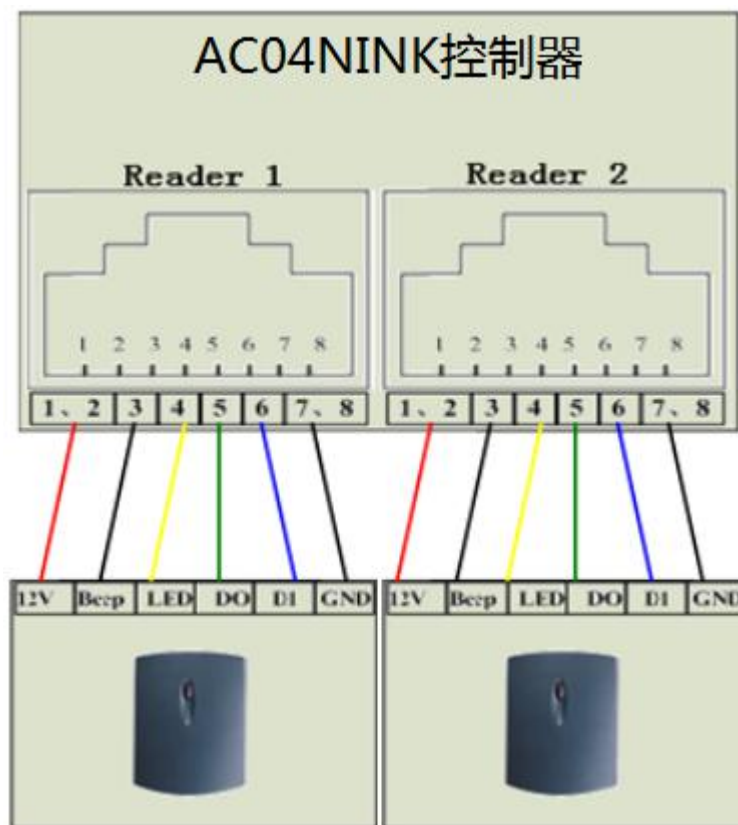 AC04NINK控制器
Reader 1 Reader 2
1 2 3 4 5 6 7 8 1 2 3 4 5 6 7 8
1、2 3 4 5 6 7、8 1、2 3 4 5 6 7、8
12V Beep LED DO D1 GND 12V Beep LED DO D1 GND